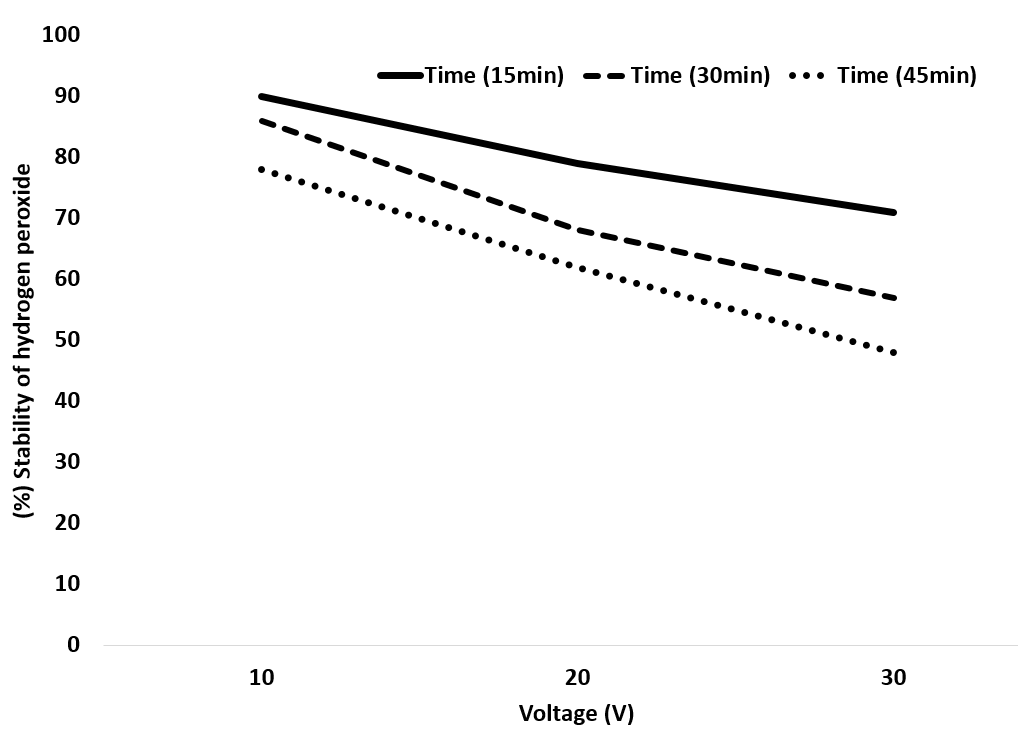 100
Time (15min) Time (30min) Time (45min)
90
80
70
60
50
40
30
20
10
0
(%) Stability of hydrogen peroxide
10 20 30
Voltage (V)